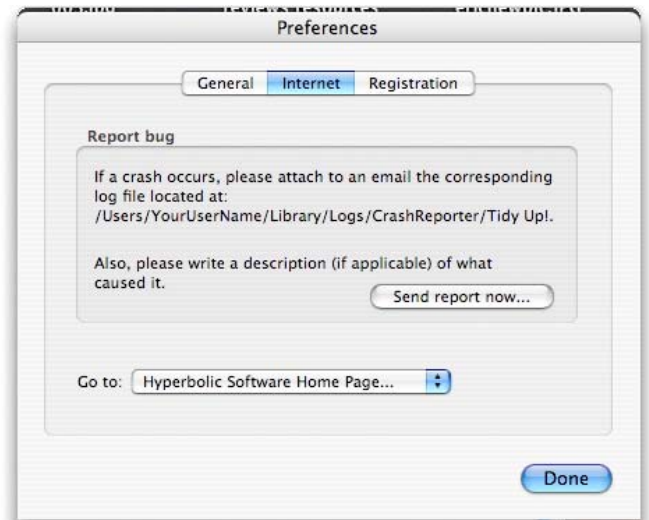 Preferences
General Internet Registration
Report bug
If a crash occurs, please attach to an email the corresponding
log file located at:
/Users/YourUserName/Library/Logs/CrashReporter/Tidy Up!.
Also, please write a description (if applicable) of what
caused it.
Send report now...
Go to: Hyperbolic Software Home Page...
Done